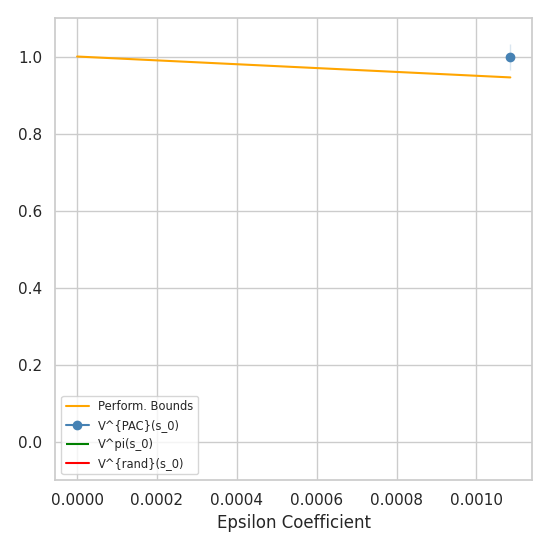 1.0
0.8
0.6
0.4
0.2
0.0
Perform. Bounds
V^{PAC}(s_0)
V^pi(s_0)
V^{rand}(s_0)
0.0000 0.0002 0.0004 0.0006 0.0008 0.0010
Epsilon Coefficient